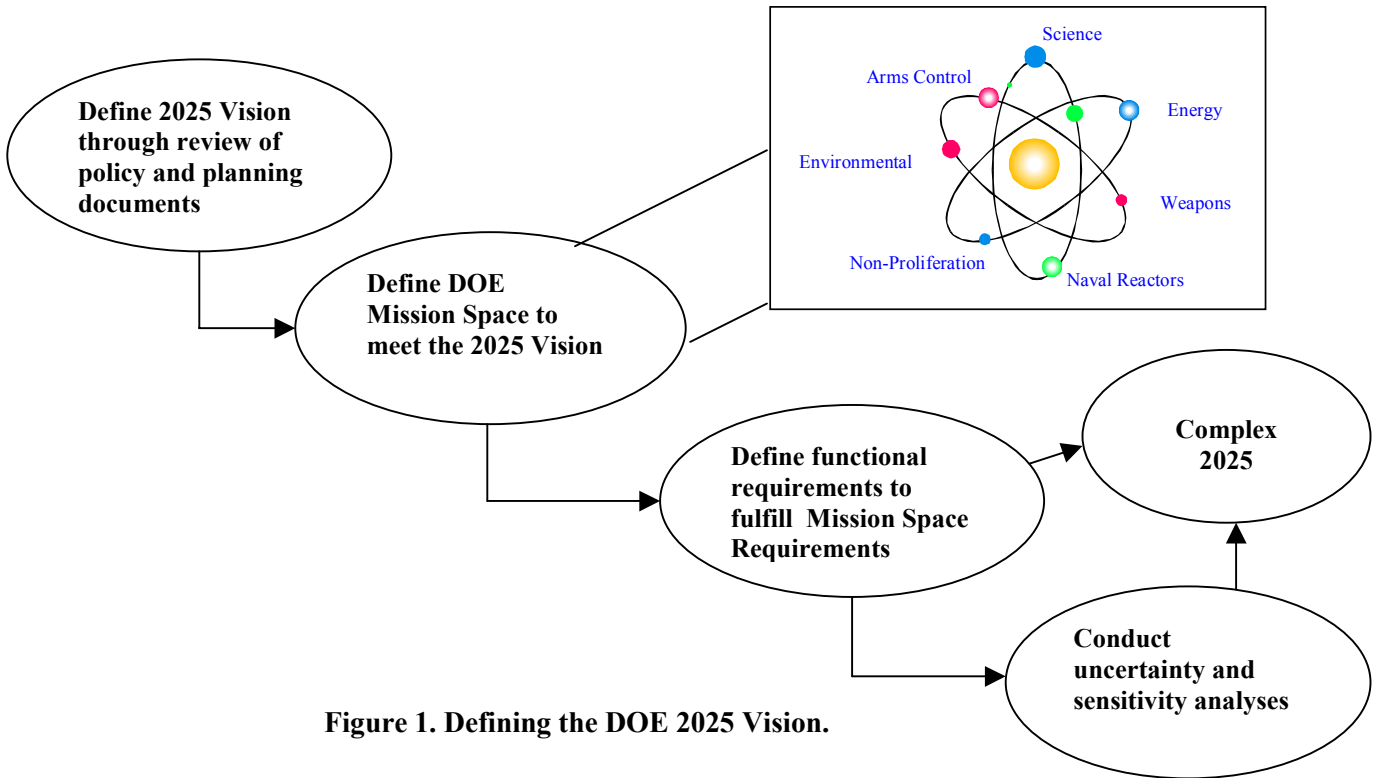 Define 2025 Vision
through review of
policy and planning
documents
Science
Arms Control
Energy
Environmental
Weapons
Non-Proliferation
Naval Reactors
Define DOE
Mission Space to
meet the 2025 Vision
Define functional
requirements to
fulfill Mission Space
Requirements
Complex
2025
Conduct
uncertainty and
sensitivity analyses
Figure 1. Defining the DOE 2025 Vision.